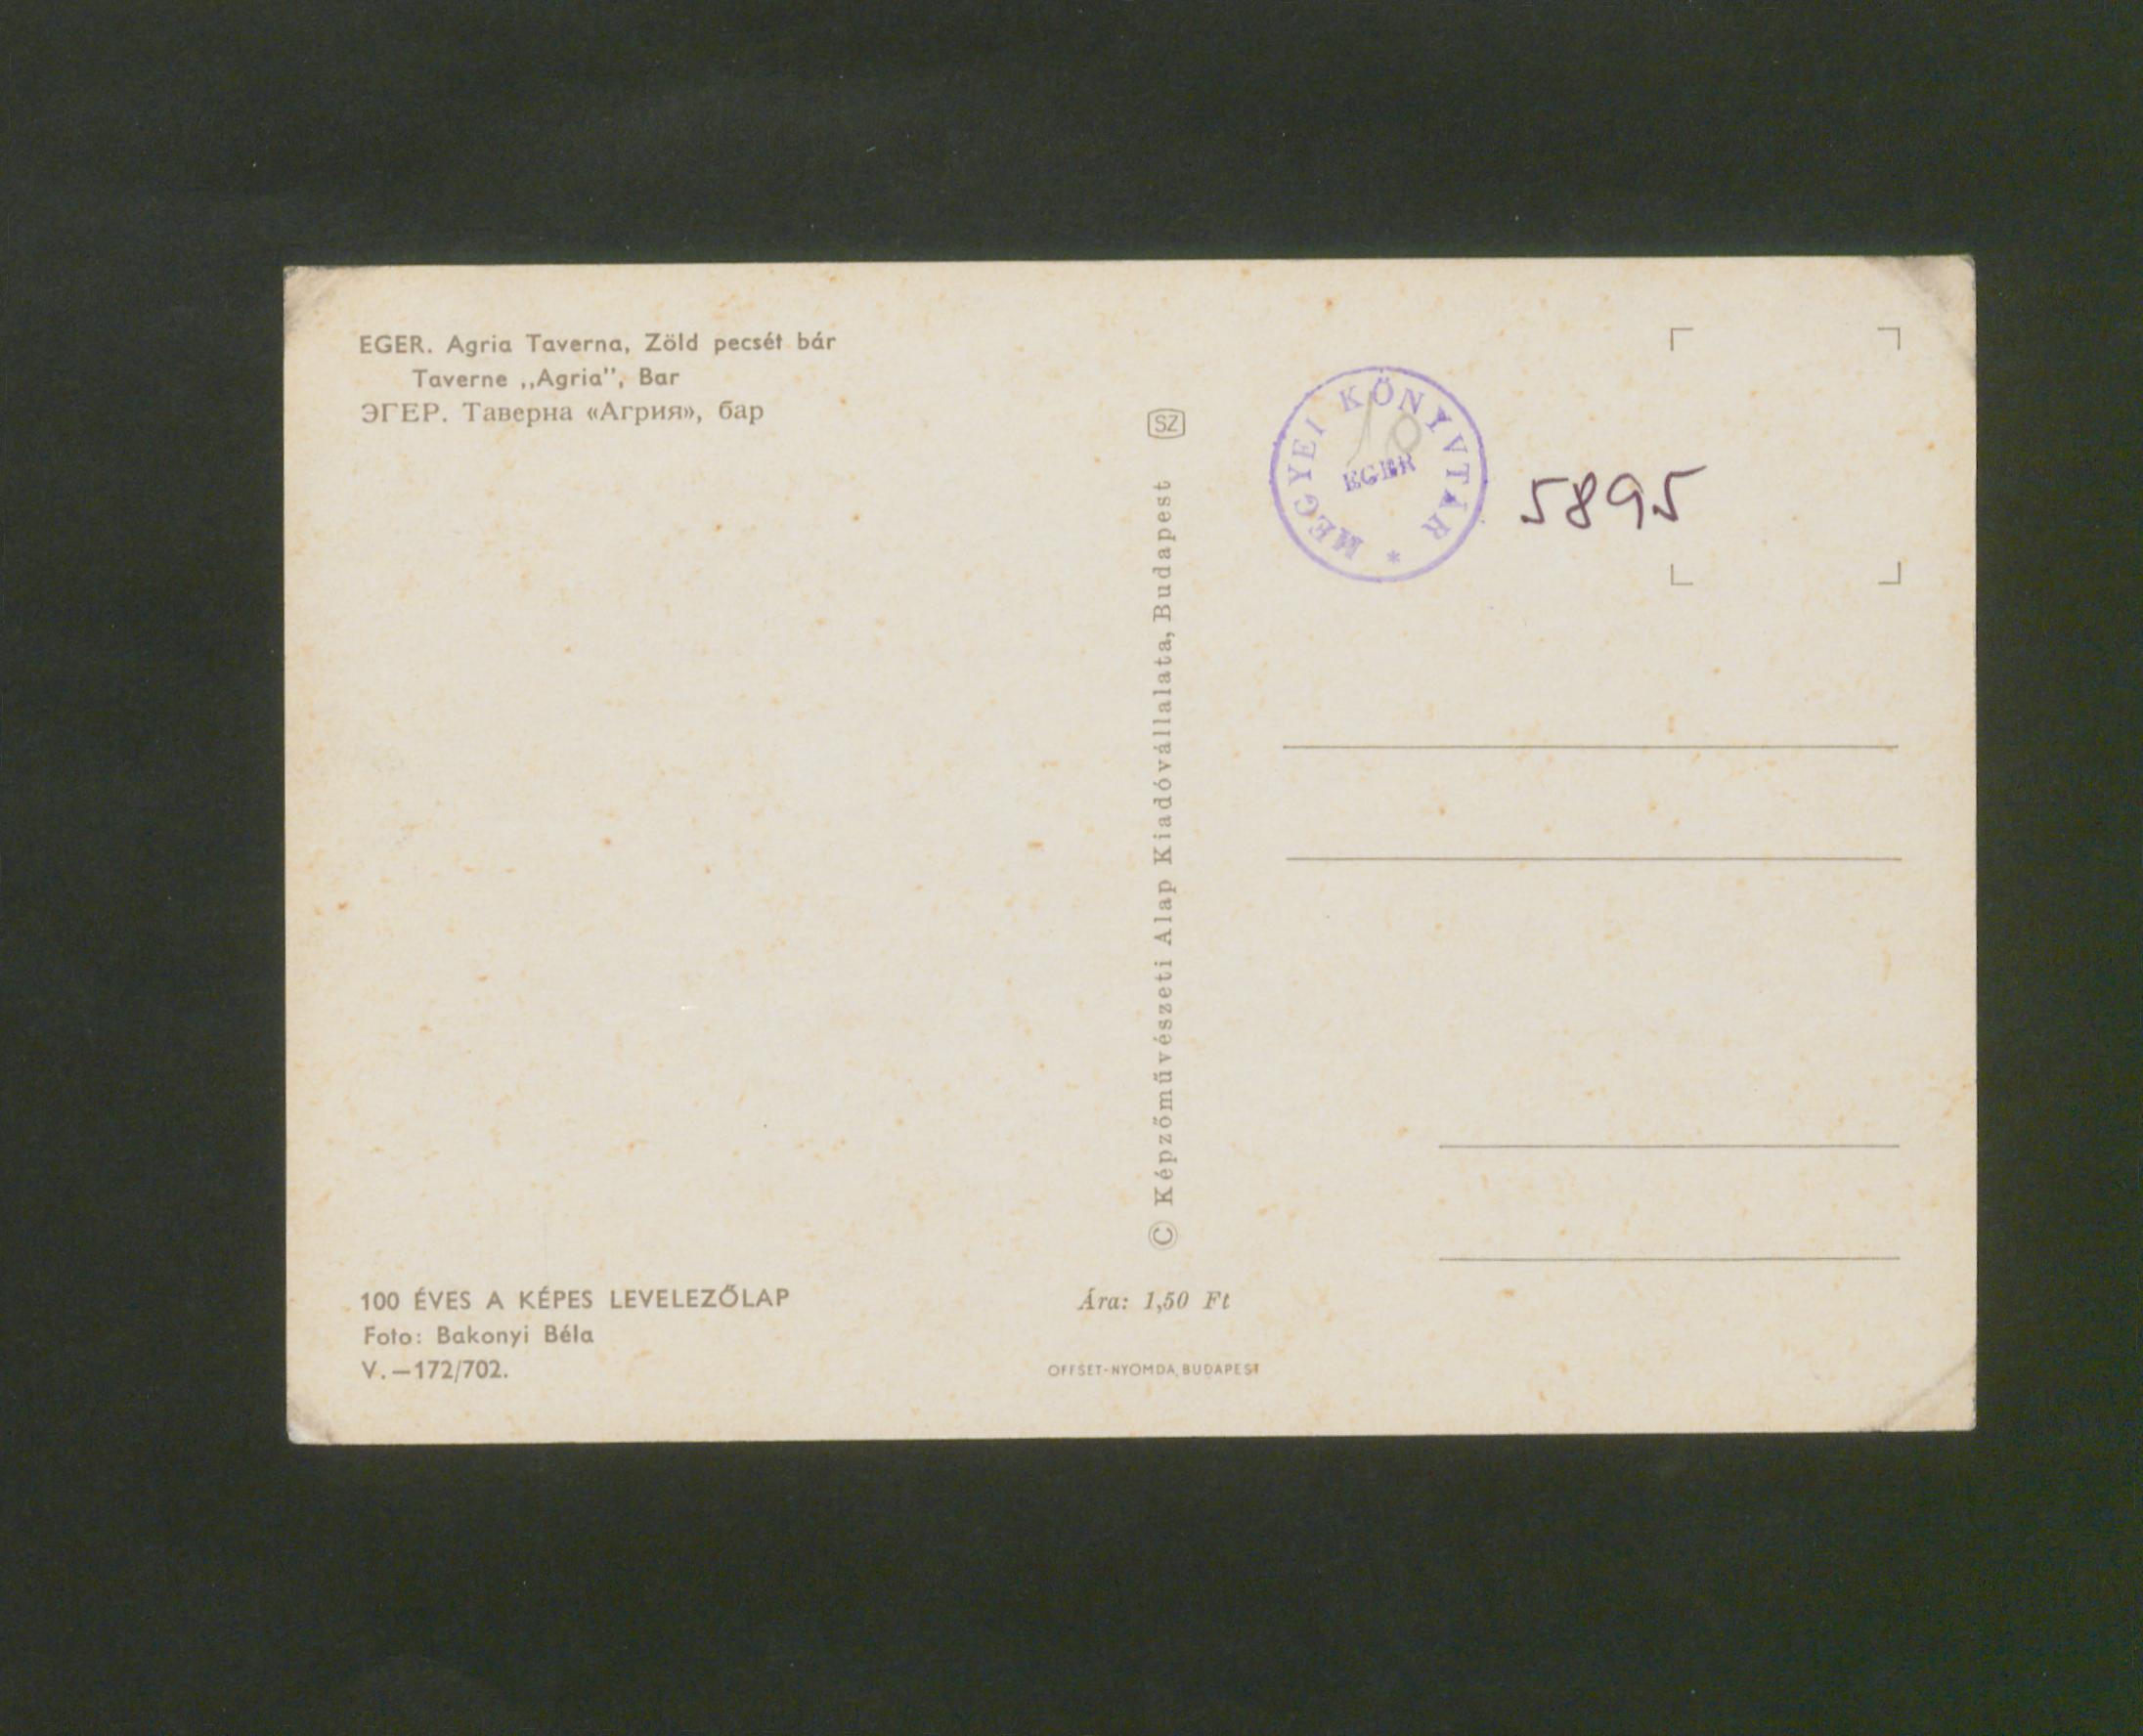 EGER. Agria Taverna, Zöld pecsét bár
Taverne „Agria”, Bar
ЭГЕР. Таверна «Агрия», бар
SZ
© Képzőművészeti Alap Kiadóvállalata, Budapest
MEGYEI KÖNYVTÁR *
EGER
10
5895
100 ÉVES A KÉPES LEVELEZŐLAP
Foto: Bakonyi Béla
V.—172/702.
Ára: 1,50 Ft
OFFSET-NYOMDA, BUDAPEST